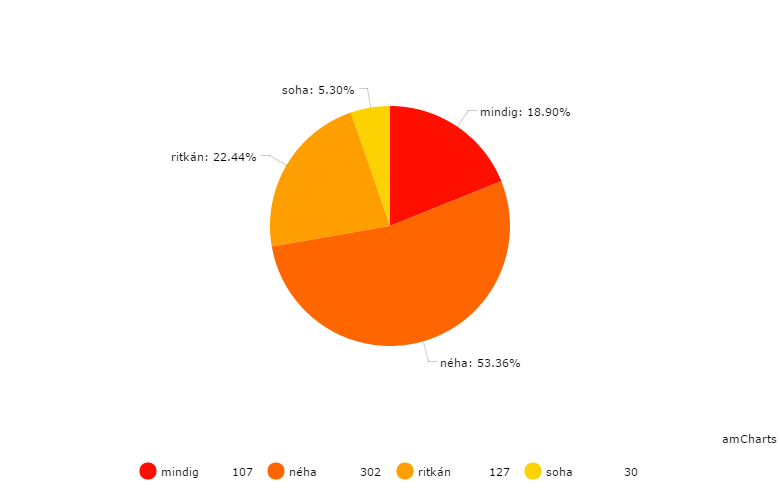 soha: 5.30%
mindig: 18.90%
ritkán: 22.44%
néha: 53.36%
amCharts
mindig 107 néha 302 ritkán 127 soha 30